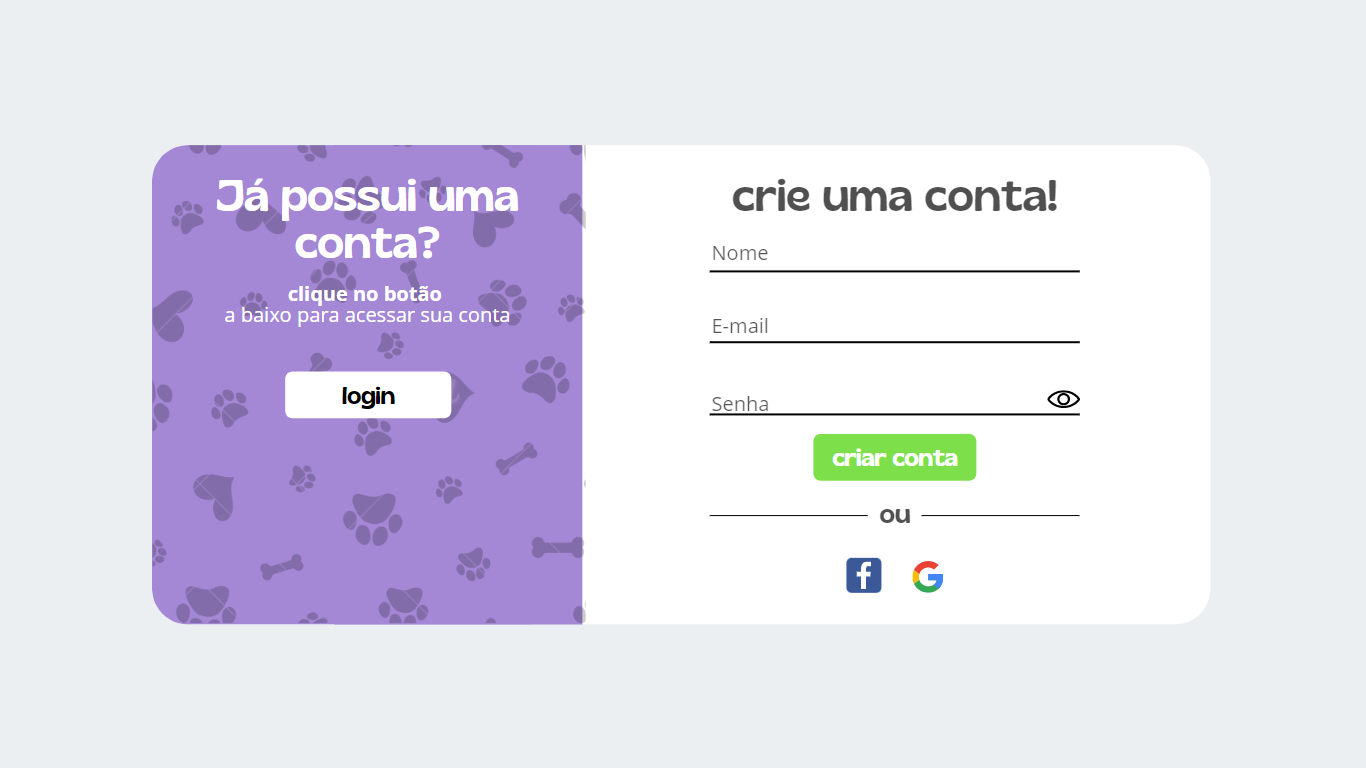 Já possui uma
conta?
clique no botão
a baixo para acessar sua conta
login
crie uma conta!
Nome
E-mail
Senha
criar conta
ou